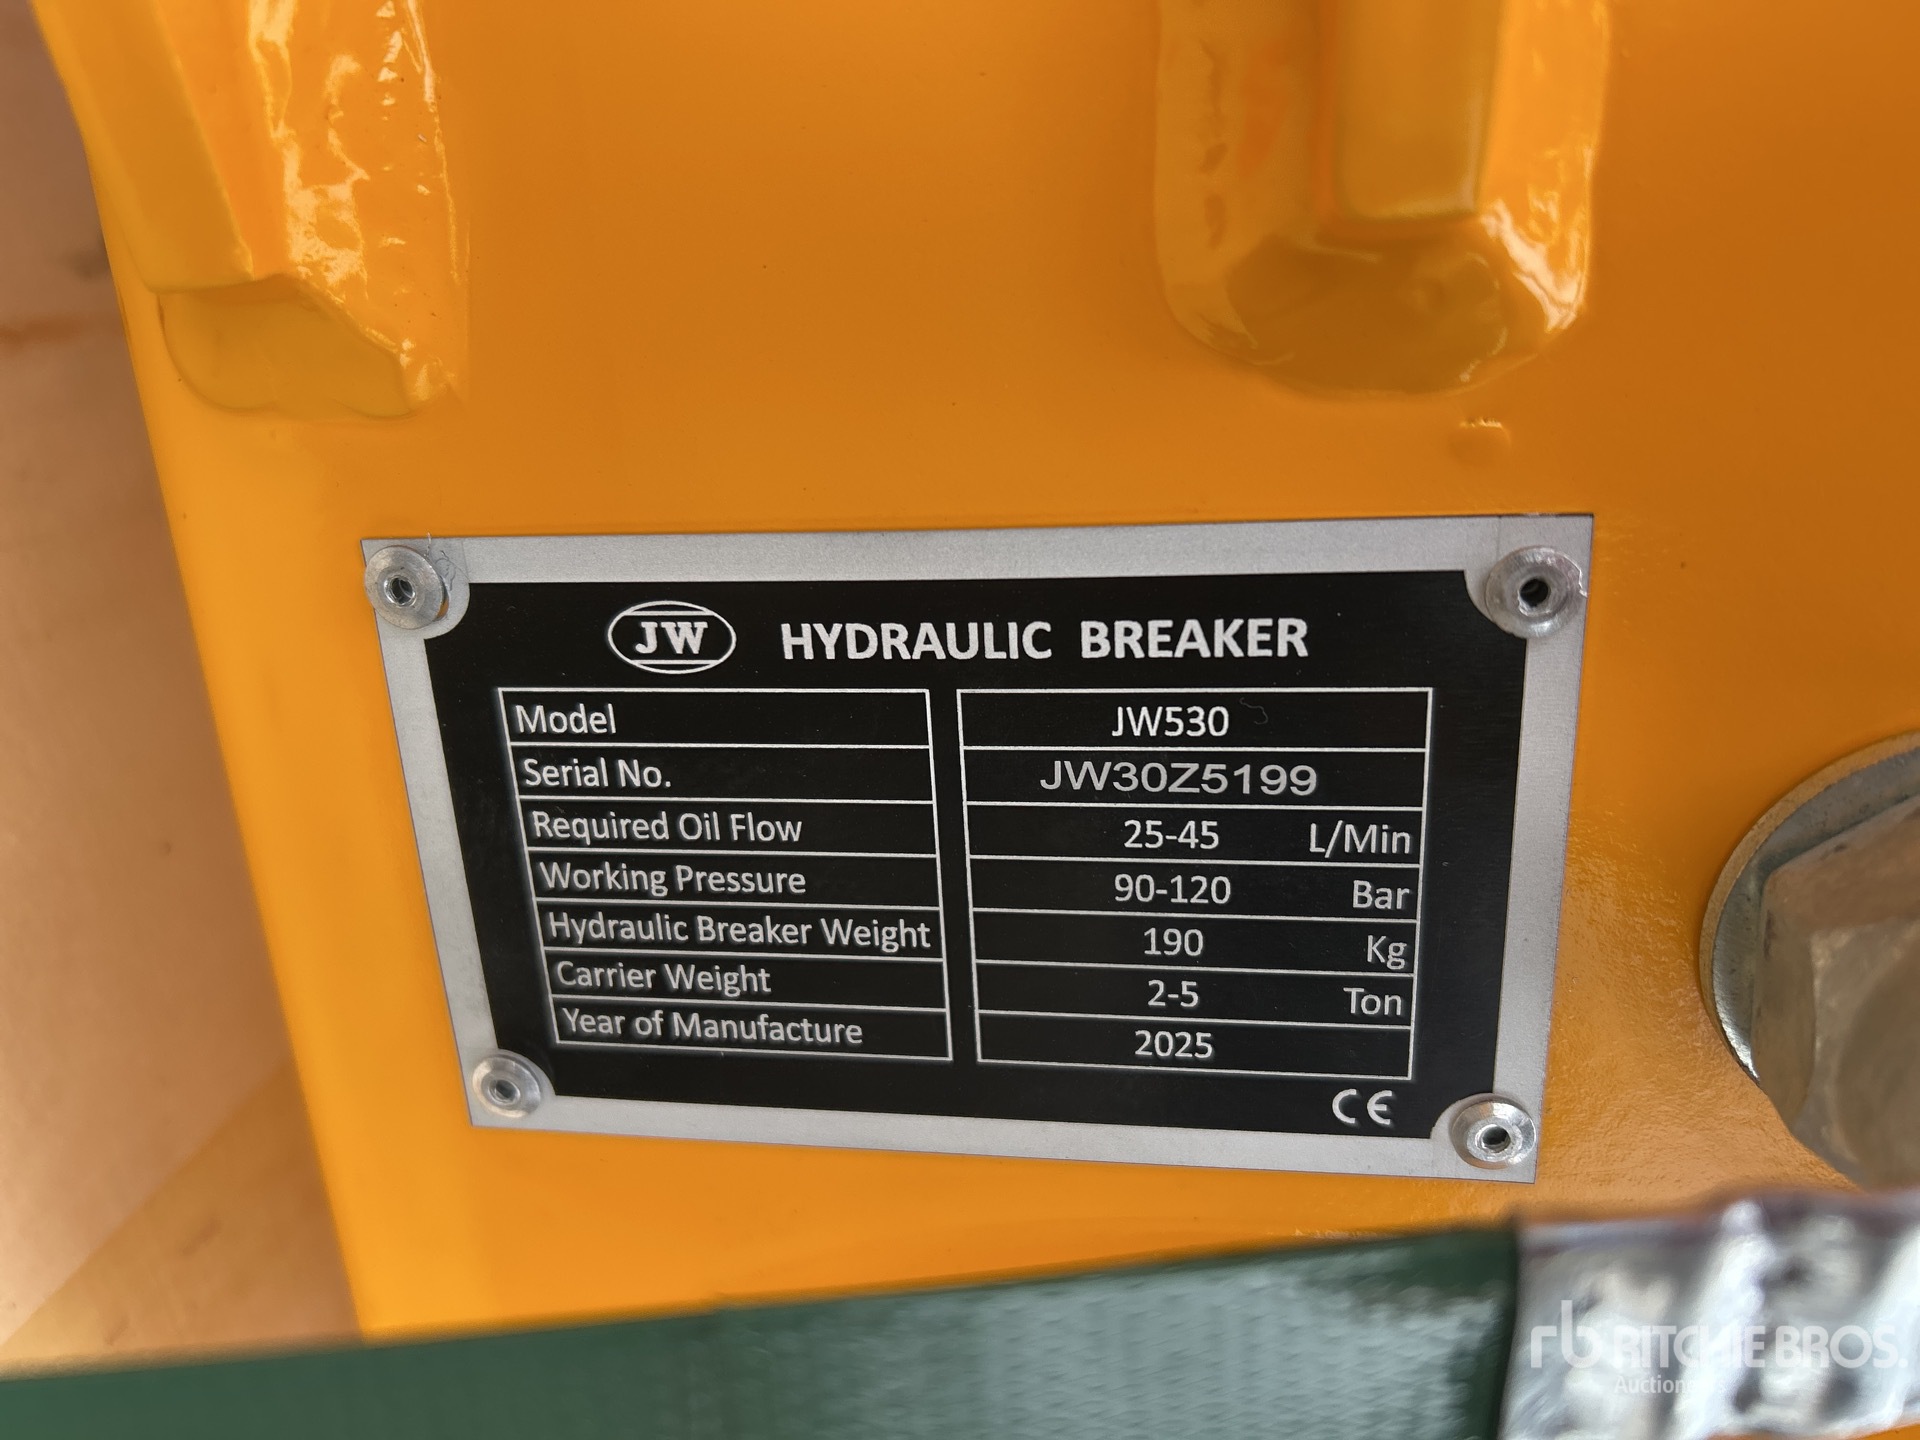 JW HYDRAULIC BREAKER
Model JW530
Serial No. JW30Z5199
Required Oil Flow 25-45 L/Min
Working Pressure 90-120 Bar
Hydraulic Breaker Weight 190 Kg
Carrier Weight 2-5 Ton
Year of Manufacture 2025
CE
rb RITCHIE BROS.